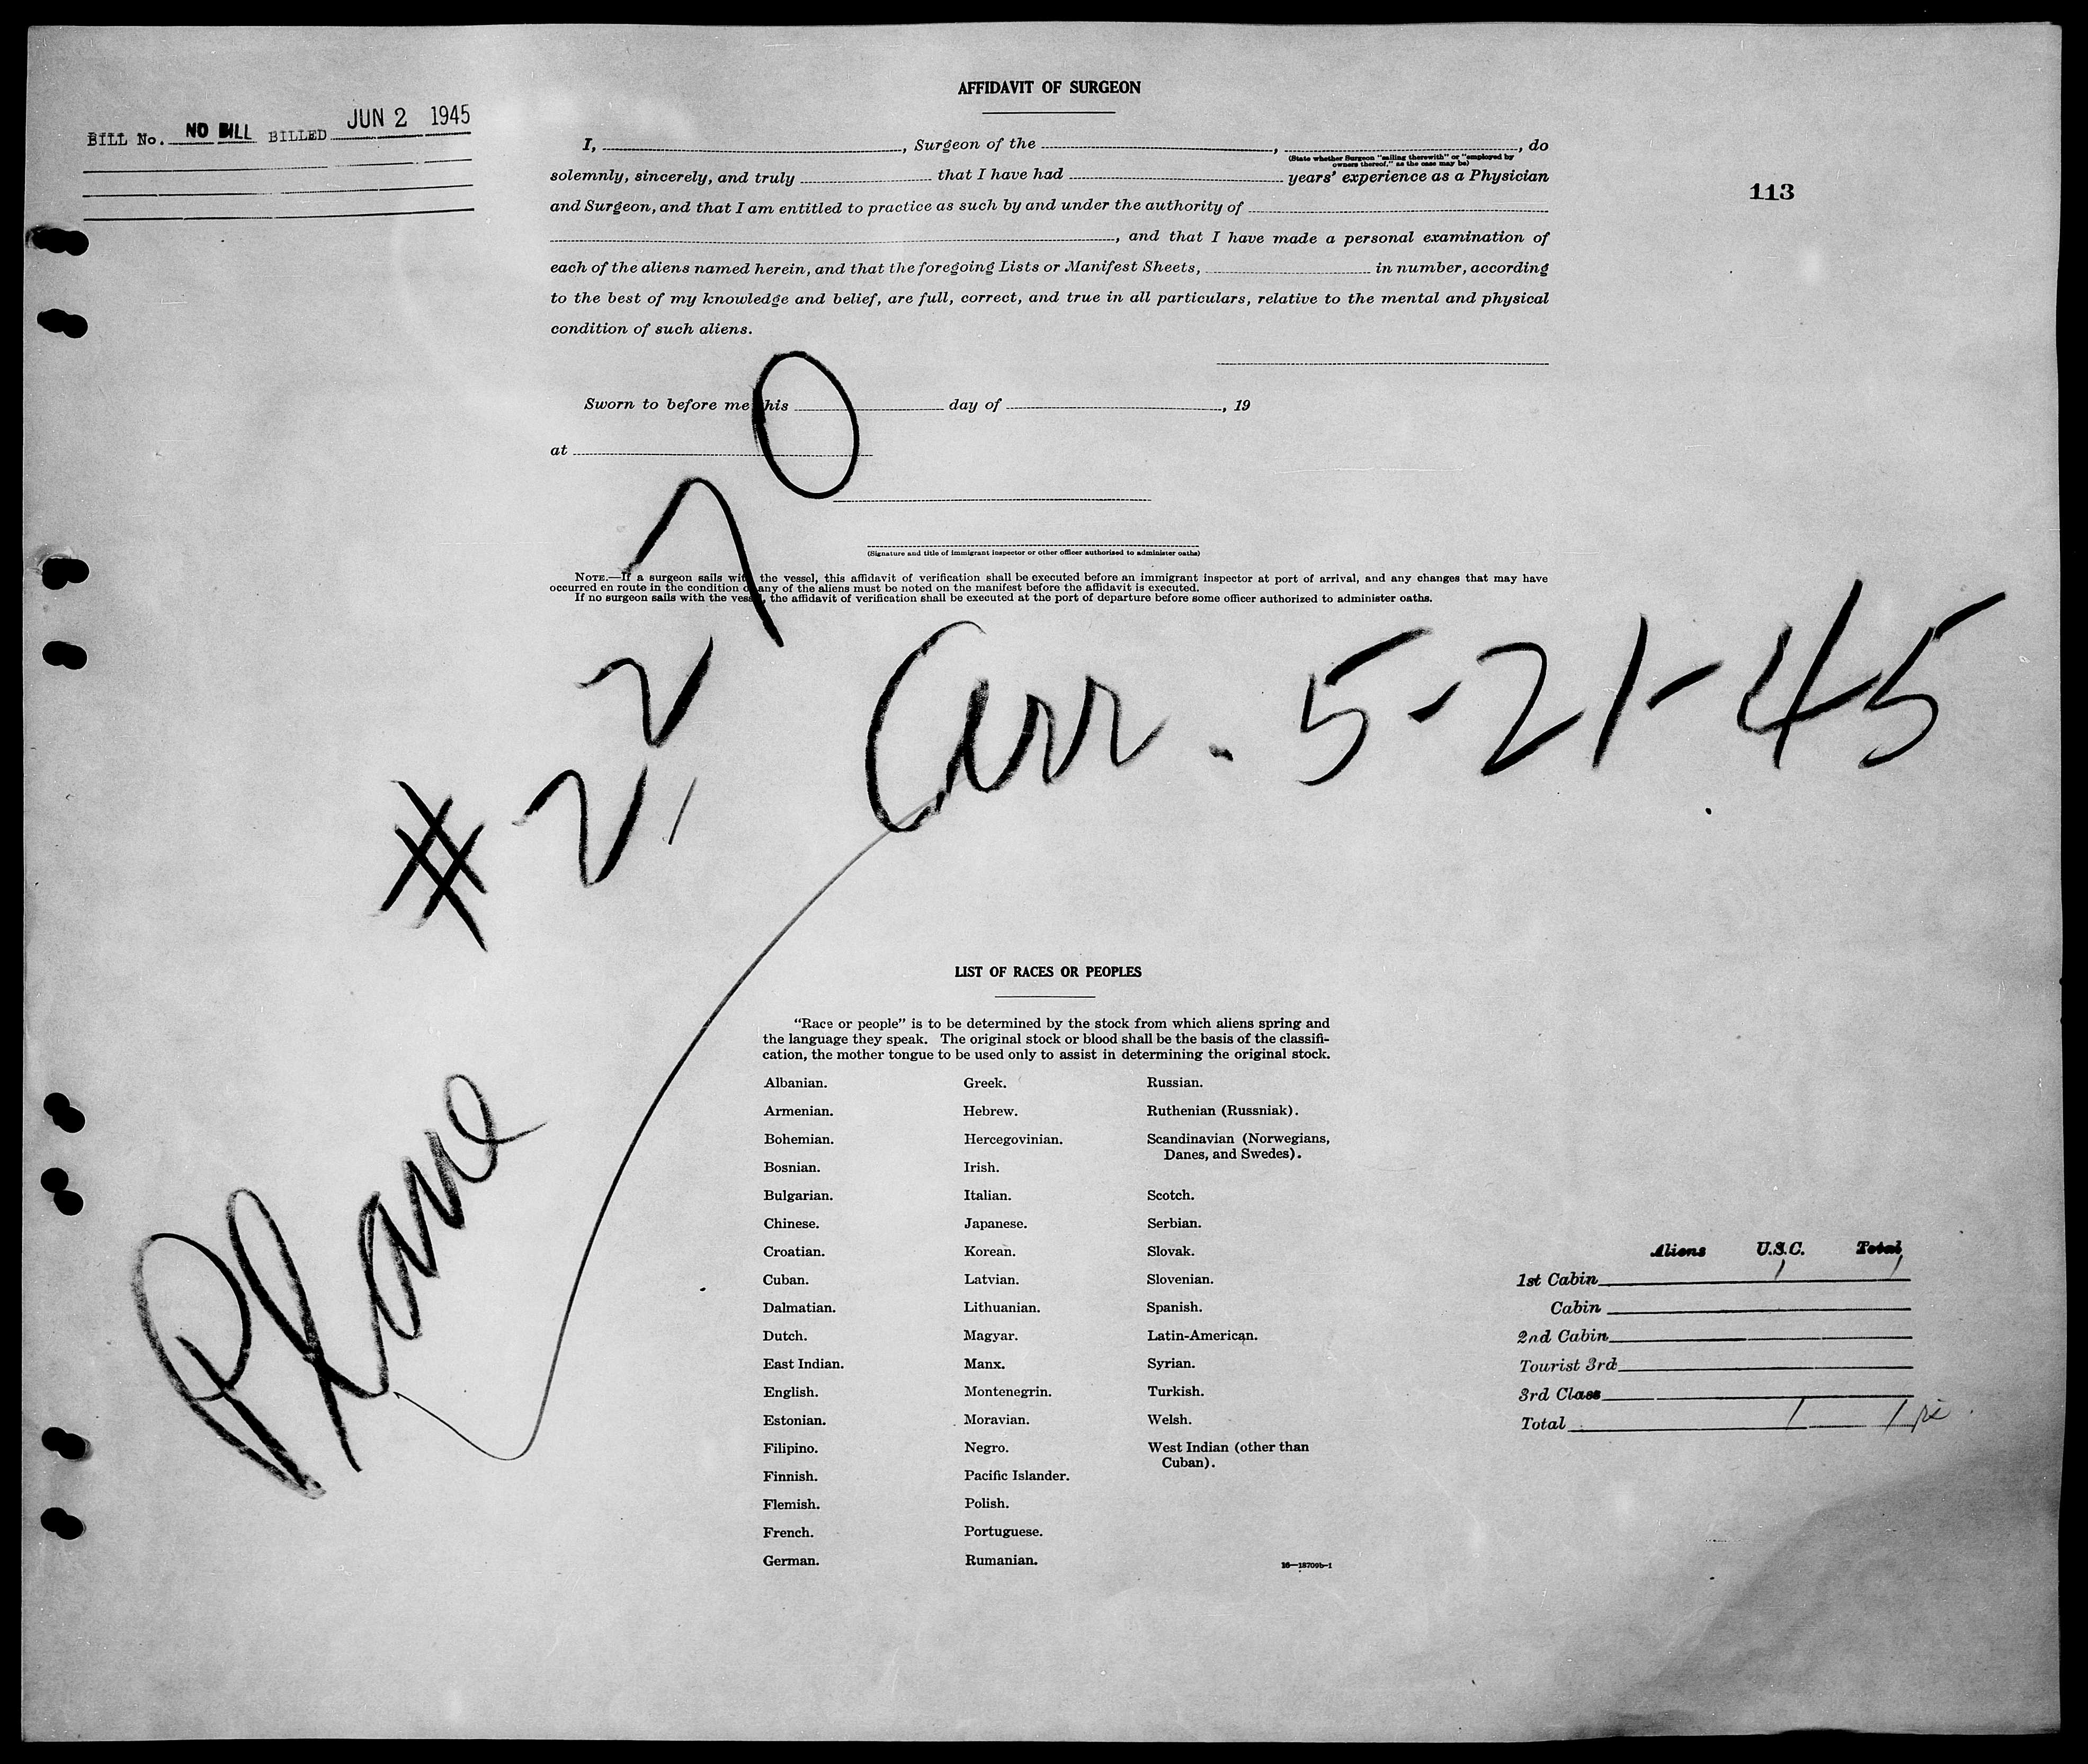 AFFIDAVIT OF SURGEON
BILL No. NO BILL BILLED JUN 2 1945
I, , Surgeon of the , , do
(State whether Surgeon "sailing therewith" or "employed by
owners thereof," as the case may be)
solemnly, sincerely, and truly that I have had years' experience as a Physician
113
and Surgeon, and that I am entitled to practice as such by and under the authority of
, and that I have made a personal examination of
each of the aliens named herein, and that the foregoing Lists or Manifest Sheets, in number, according
to the best of my knowledge and belief, are full, correct, and true in all particulars, relative to the mental and physical
condition of such aliens.
Sworn to before me this day of , 19
at
(Signature and title of immigrant inspector or other officer authorized to administer oaths)
NOTE.—If a surgeon sails with the vessel, this affidavit of verification shall be executed before an immigrant inspector at port of arrival, and any changes that may have
occurred en route in the condition of any of the aliens must be noted on the manifest before the affidavit is executed.
If no surgeon sails with the vessel, the affidavit of verification shall be executed at the port of departure before some officer authorized to administer oaths.
Plane # 2,270
Arr. 5-21-45
LIST OF RACES OR PEOPLES
"Race or people" is to be determined by the stock from which aliens spring and
the language they speak. The original stock or blood shall be the basis of the classifi-
cation, the mother tongue to be used only to assist in determining the original stock.
Albanian.
Armenian.
Bohemian.
Bosnian.
Bulgarian.
Chinese.
Croatian.
Cuban.
Dalmatian.
Dutch.
East Indian.
English.
Estonian.
Filipino.
Finnish.
Flemish.
French.
German.
Greek.
Hebrew.
Hercegovinian.
Irish.
Italian.
Japanese.
Korean.
Latvian.
Lithuanian.
Magyar.
Manx.
Montenegrin.
Moravian.
Negro.
Pacific Islander.
Polish.
Portuguese.
Rumanian.
Russian.
Ruthenian (Russniak).
Scandinavian (Norwegians,
Danes, and Swedes).
Scotch.
Serbian.
Slovak.
Slovenian.
Spanish.
Latin-American.
Syrian.
Turkish.
Welsh.
West Indian (other than
Cuban).
16—18709b-1
Aliens U.S.C. Total
1st Cabin 1 1
Cabin
2nd Cabin
Tourist 3rd
3rd Class
Total 1 1